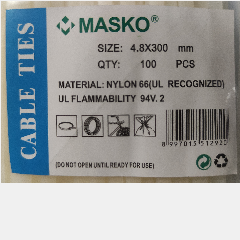 CABLE TIES
MASKO®
SIZE: 4.8X300 mm
QTY: 100 PCS
MATERIAL: NYLON 66(UL RECOGNIZED)
UL FLAMMABILITY 94V. 2
(DO NOT OPEN UNTIL READY FOR USE)